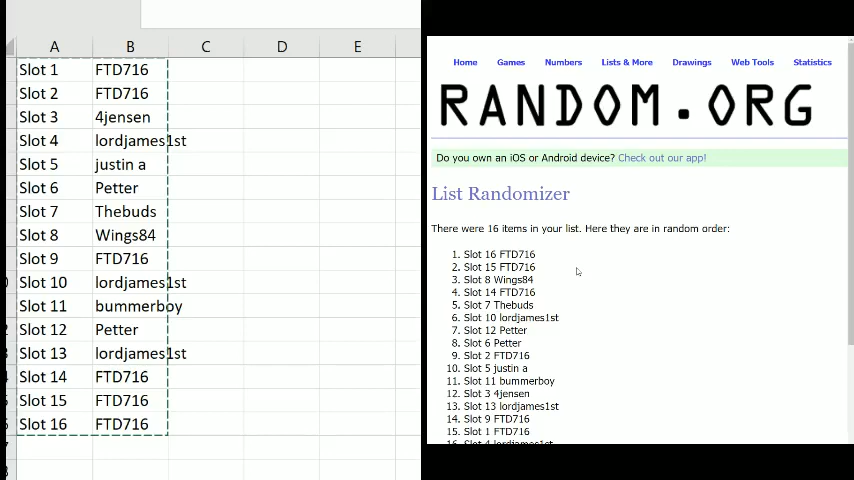 A B C D E
Slot 1 FTD716
Slot 2 FTD716
Slot 3 4jensen
Slot 4 lordjames1st
Slot 5 justin a
Slot 6 Petter
Slot 7 Thebuds
Slot 8 Wings84
Slot 9 FTD716
Slot 10 lordjames1st
Slot 11 bummerboy
Slot 12 Petter
Slot 13 lordjames1st
Slot 14 FTD716
Slot 15 FTD716
Slot 16 FTD716
Home Games Numbers Lists & More Drawings Web Tools Statistics
RANDOM.ORG
Do you own an iOS or Android device? Check out our app!
List Randomizer
There were 16 items in your list. Here they are in random order:
1. Slot 16 FTD716
2. Slot 15 FTD716
3. Slot 8 Wings84
4. Slot 14 FTD716
5. Slot 7 Thebuds
6. Slot 10 lordjames1st
7. Slot 12 Petter
8. Slot 6 Petter
9. Slot 2 FTD716
10. Slot 5 justin a
11. Slot 11 bummerboy
12. Slot 3 4jensen
13. Slot 13 lordjames1st
14. Slot 9 FTD716
15. Slot 1 FTD716
16. Slot 4 lordjames1st